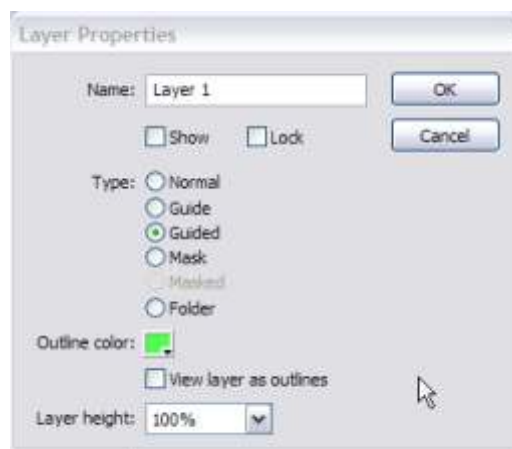 Layer Properties
Name: Layer 1 OK
Show Lock Cancel
Type: Normal
Guide
Guided
Mask
Masked
Folder
Outline color:
View layer as outlines
Layer height: 100%